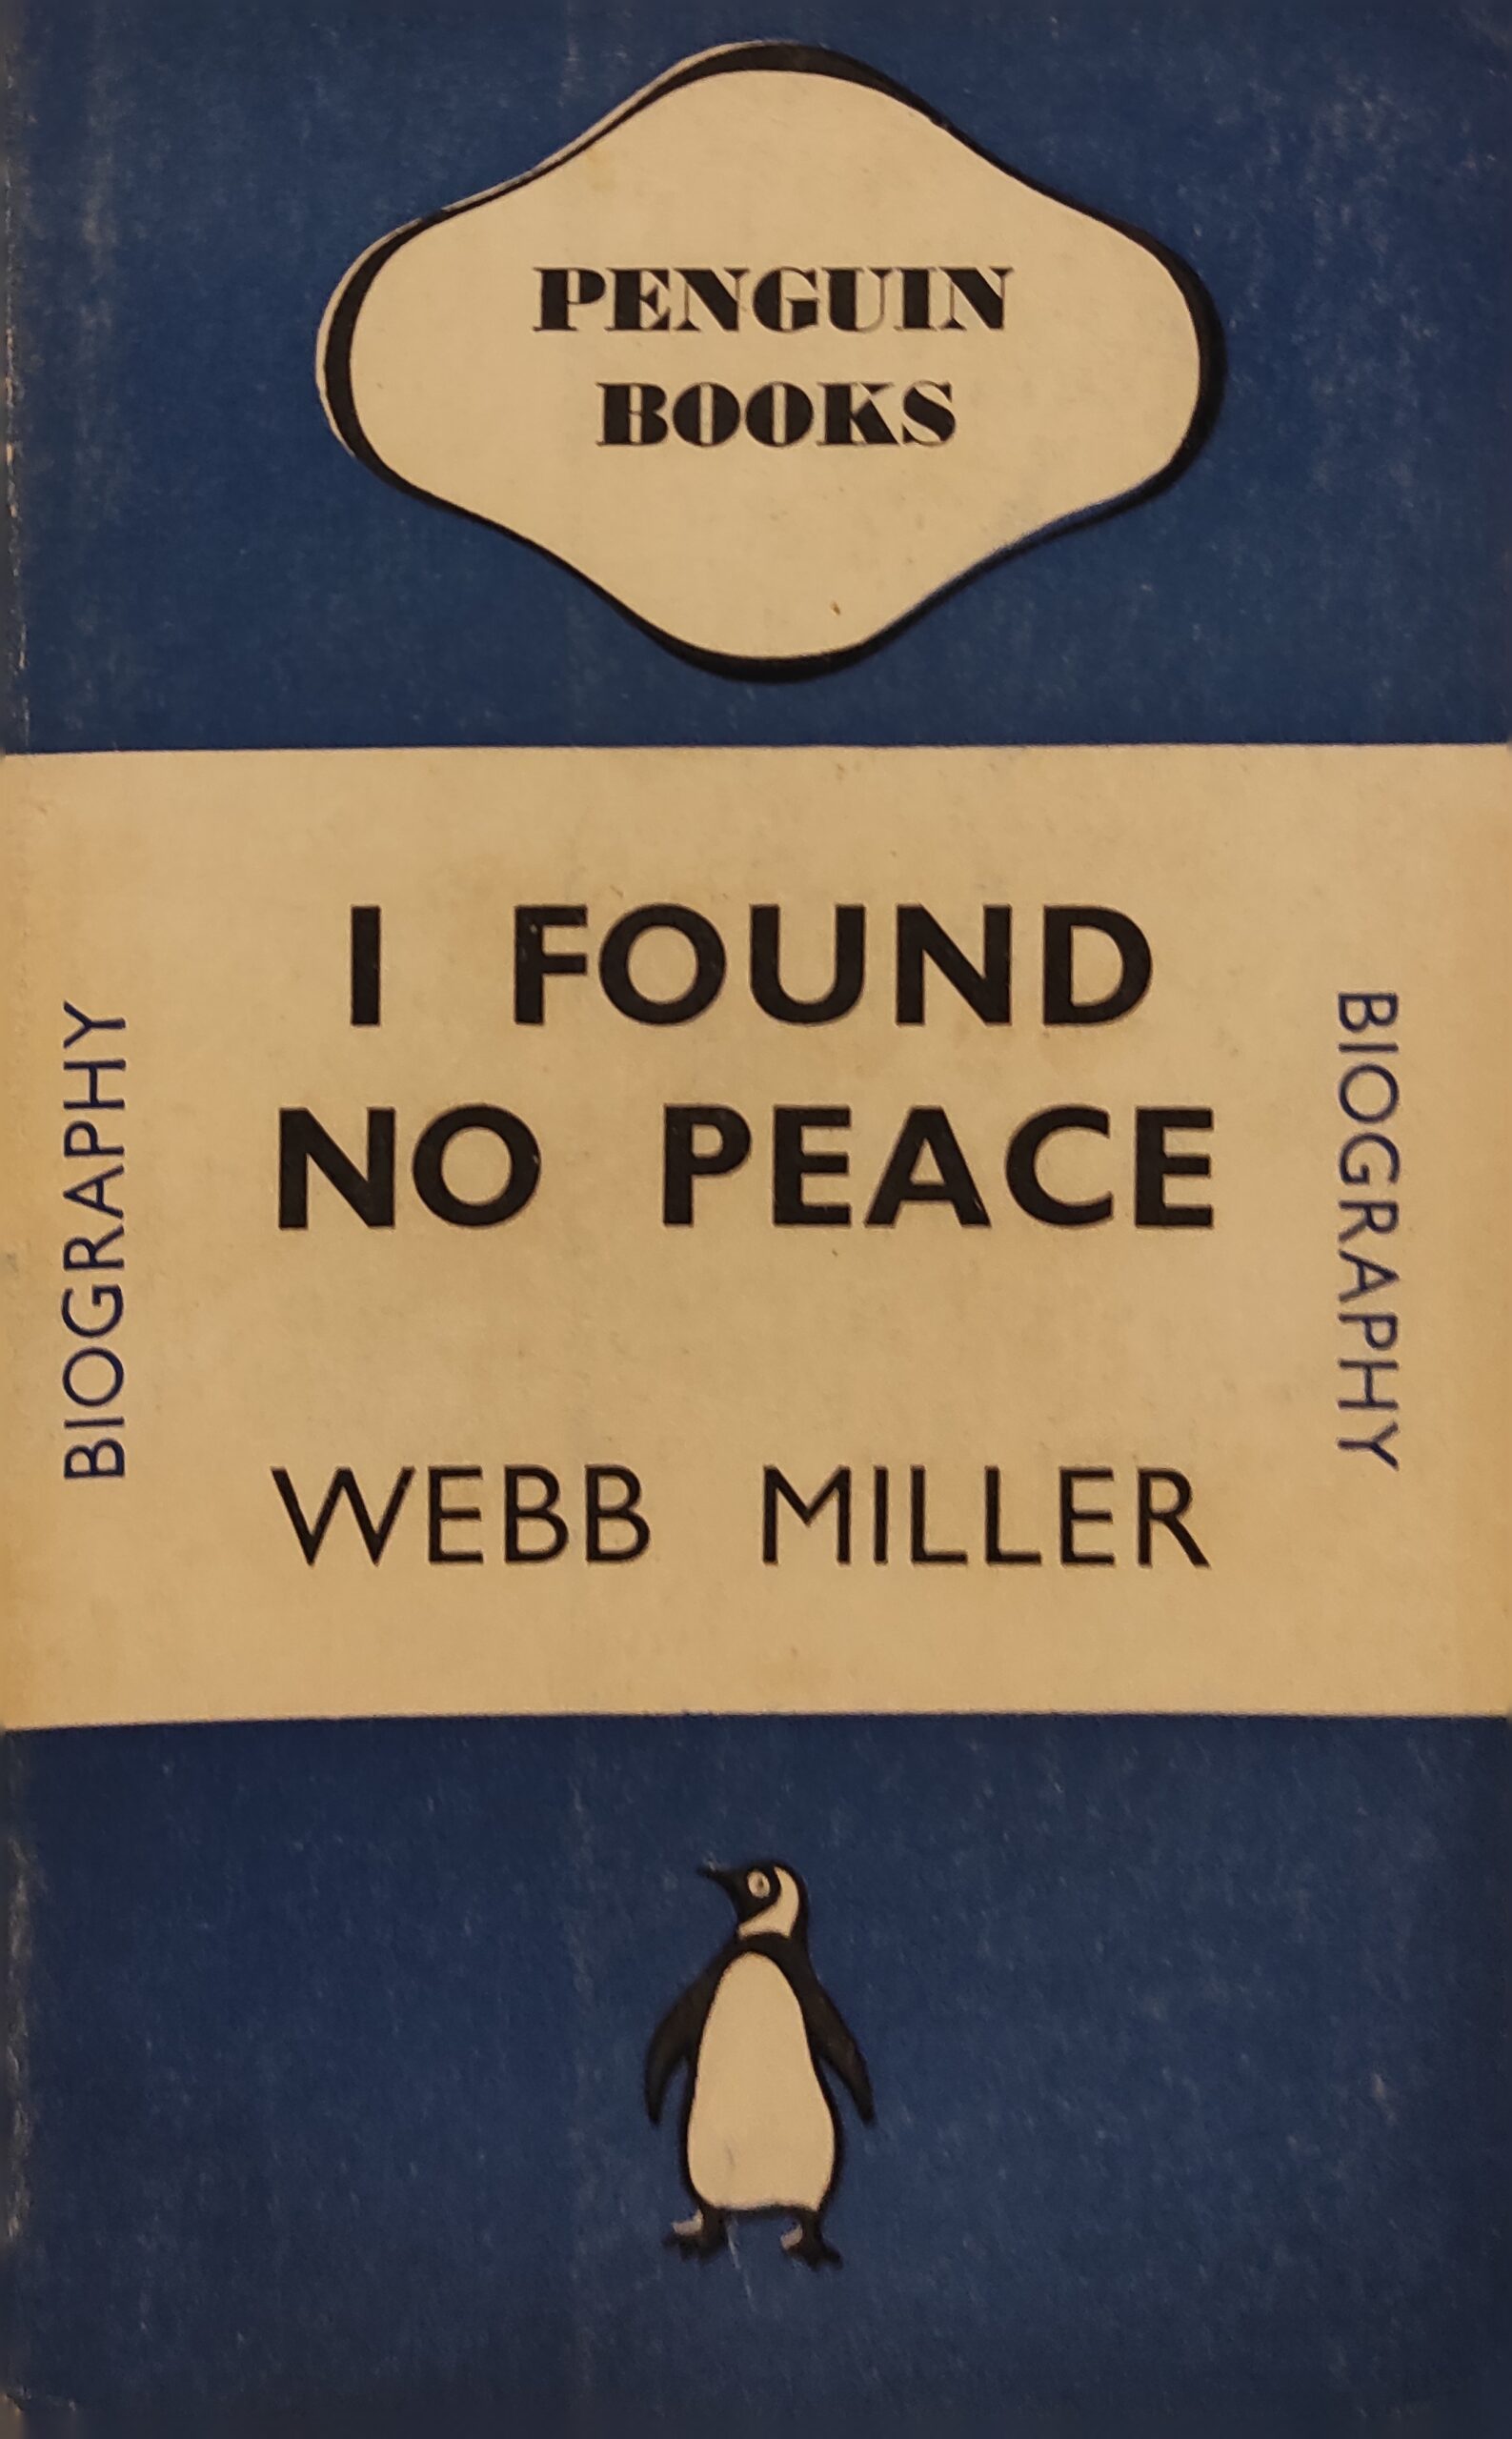 PENGUIN
BOOKS
I FOUND
NO PEACE
WEBB MILLER
BIOGRAPHY
BIOGRAPHY